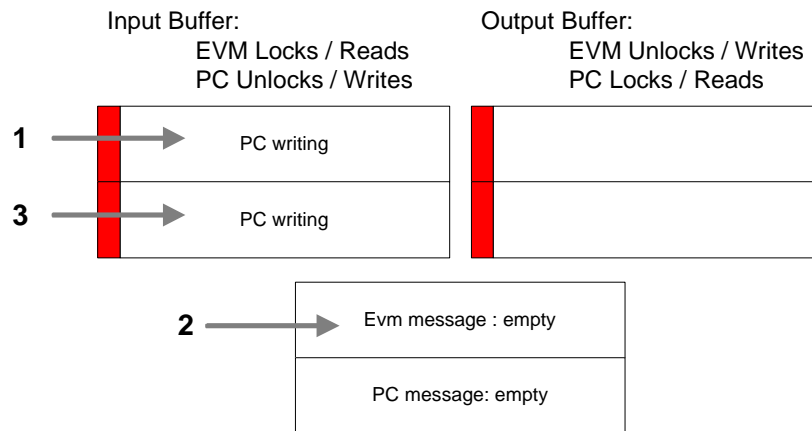 Input Buffer:
EVM Locks / Reads
PC Unlocks / Writes
Output Buffer:
EVM Unlocks / Writes
PC Locks / Reads
1
PC writing
3
PC writing
2
Evm message : empty
PC message: empty